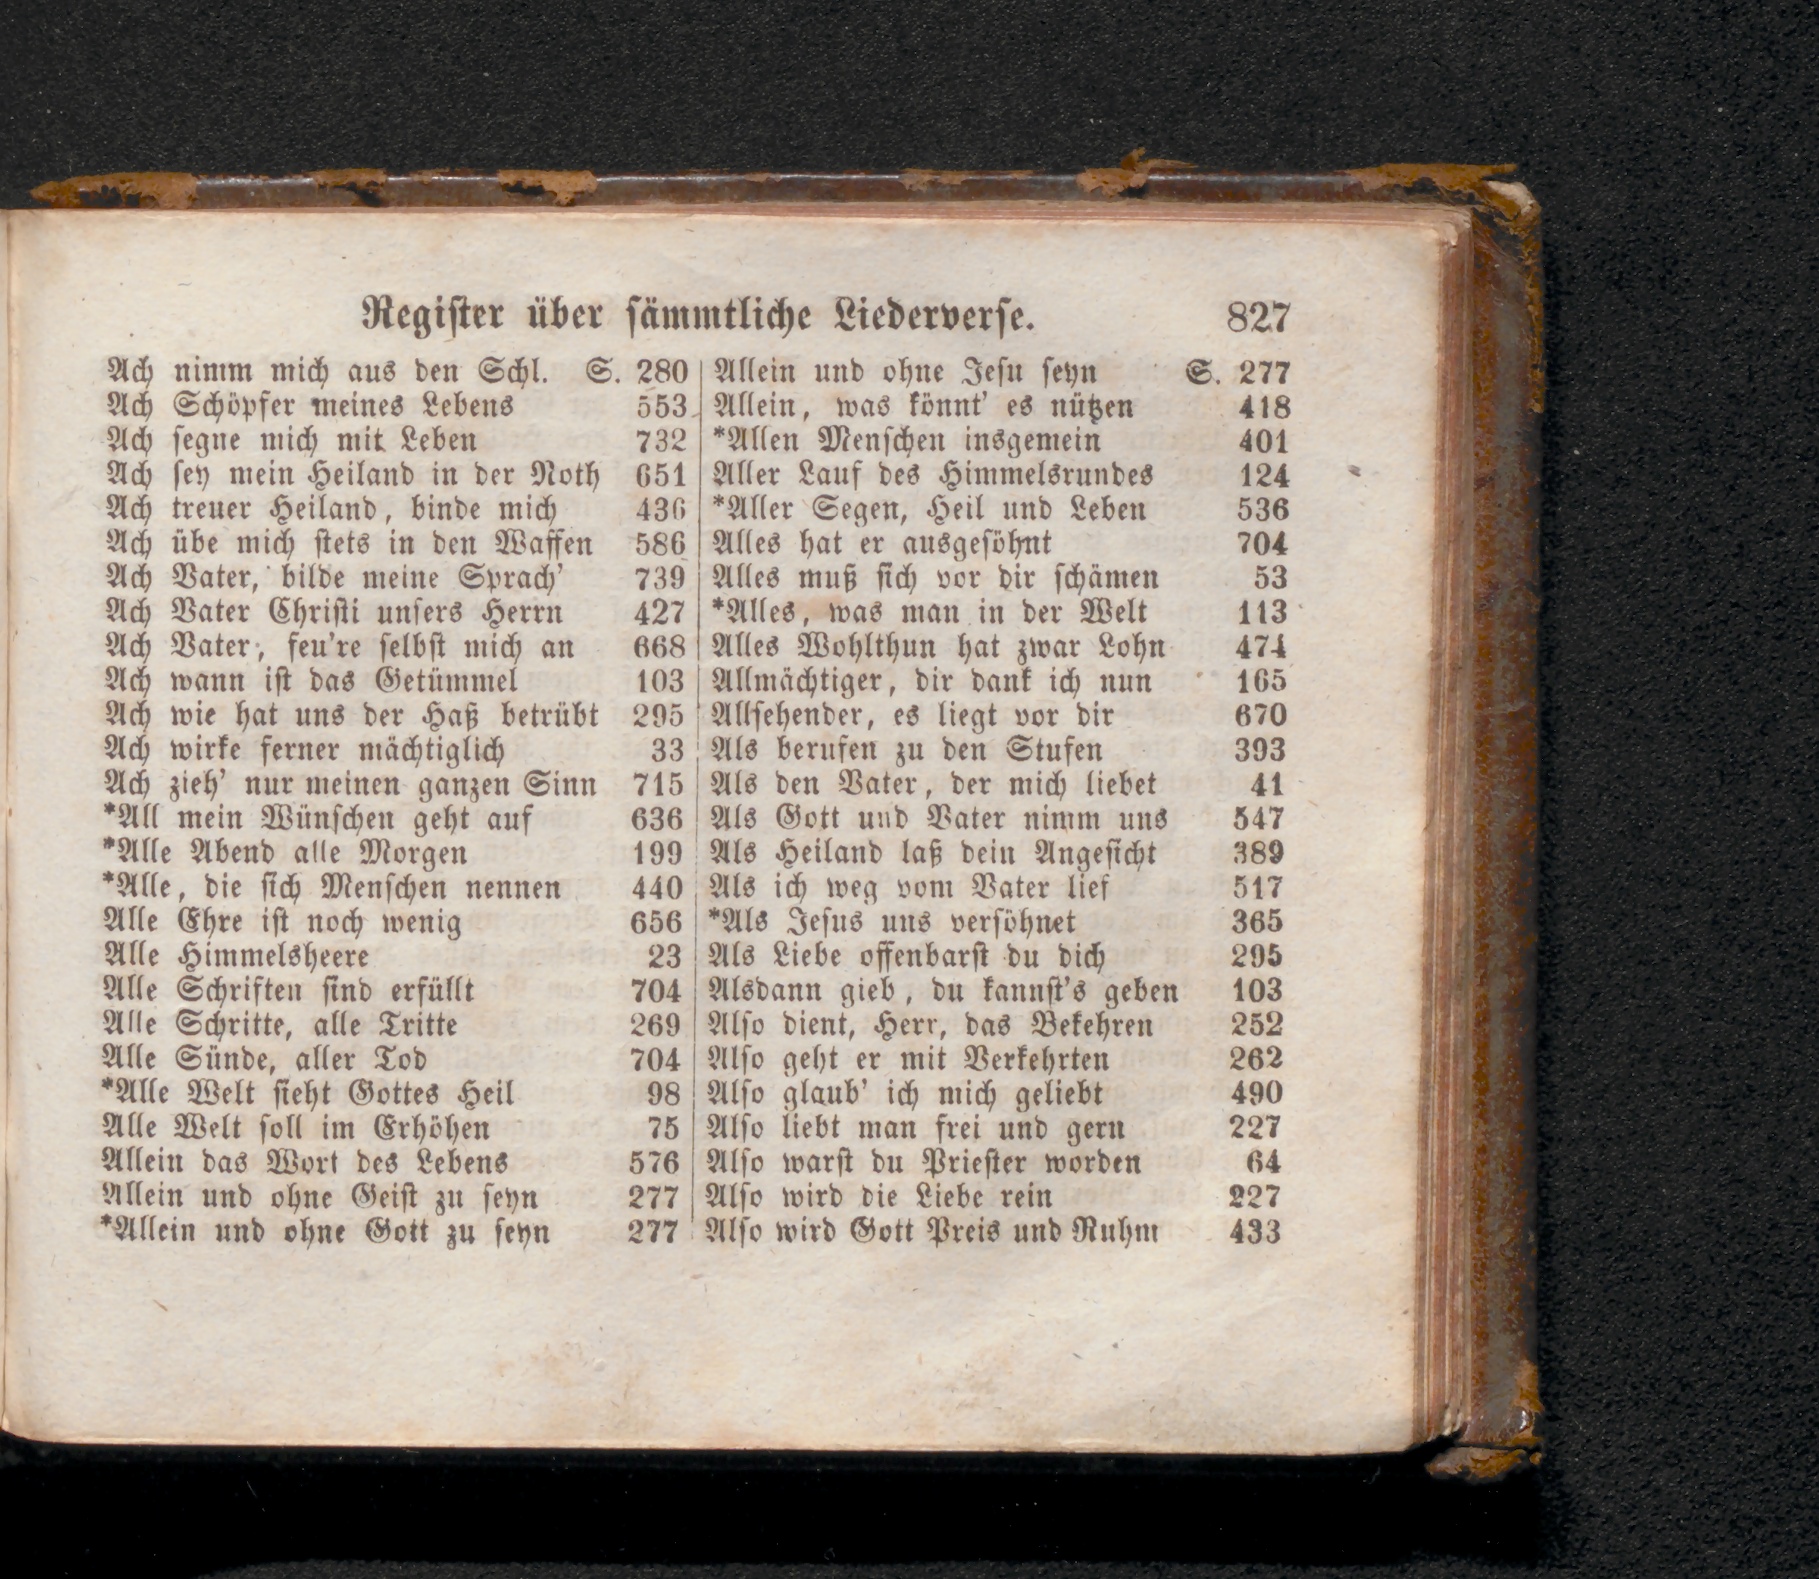 Register über sämmtliche Liederverse. 827
Ach nimm mich aus den Schl. S. 280
Ach Schöpfer meines Lebens 553
Ach segne mich mit Leben 732
Ach sey mein Heiland in der Noth 651
Ach treuer Heiland, binde mich 436
Ach übe mich stets in den Waffen 586
Ach Vater, bilde meine Sprach' 739
Ach Vater Christi unsers Herrn 427
Ach Vater, feu're selbst mich an 668
Ach wann ist das Getümmel 103
Ach wie hat uns der Haß betrübt 295
Ach wirke ferner mächtiglich 33
Ach zieh' nur meinen ganzen Sinn 715
*All mein Wünschen geht auf 636
*Alle Abend alle Morgen 199
*Alle, die sich Menschen nennen 440
Alle Ehre ist noch wenig 656
Alle Himmelsheere 23
Alle Schriften sind erfüllt 704
Alle Schritte, alle Tritte 269
Alle Sünde, aller Tod 704
*Alle Welt sieht Gottes Heil 98
Alle Welt soll im Erhöhen 75
Allein das Wort des Lebens 576
Allein und ohne Geist zu seyn 277
*Allein und ohne Gott zu seyn 277
Allein und ohne Jesu seyn S. 277
Allein, was könnt' es nützen 418
*Allen Menschen insgemein 401
Aller Lauf des Himmelsrundes 124
*Aller Segen, Heil und Leben 536
Alles hat er ausgesöhnt 704
Alles muß sich vor dir schämen 53
*Alles, was man in der Welt 113
Alles Wohlthun hat zwar Lohn 474
Allmächtiger, dir dank ich nun 165
Allsehender, es liegt vor dir 670
Als berufen zu den Stufen 393
Als den Vater, der mich liebet 41
Als Gott und Vater nimm uns 547
Als Heiland laß dein Angesicht 389
Als ich weg vom Vater lief 517
*Als Jesus uns versöhnet 365
Als Liebe offenbarst du dich 295
Alsdann gieb, du kannst's geben 103
Also dient, Herr, das Bekehren 252
Also geht er mit Verkehrten 262
Also glaub' ich mich geliebt 490
Also liebt man frei und gern 227
Also warst du Priester worden 64
Also wird die Liebe rein 227
Also wird Gott Preis und Ruhm 433